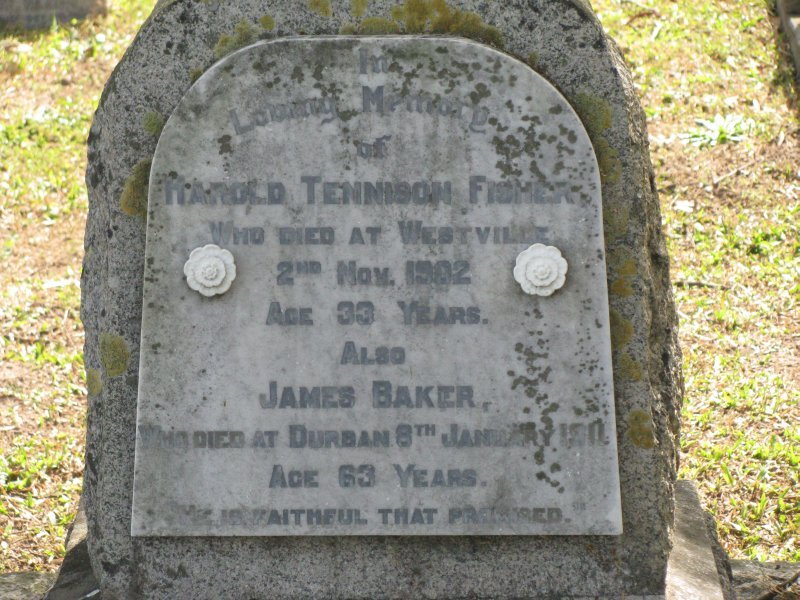 In
Loving Memory
of
HAROLD TENNISON FISHER
WHO DIED AT WESTVILLE
2ND NOV. 1902
AGE 33 YEARS.
ALSO
JAMES BAKER,
WHO DIED AT DURBAN 8TH JANUARY
AGE 63 YEARS.
"HE IS FAITHFUL THAT PROMISED."